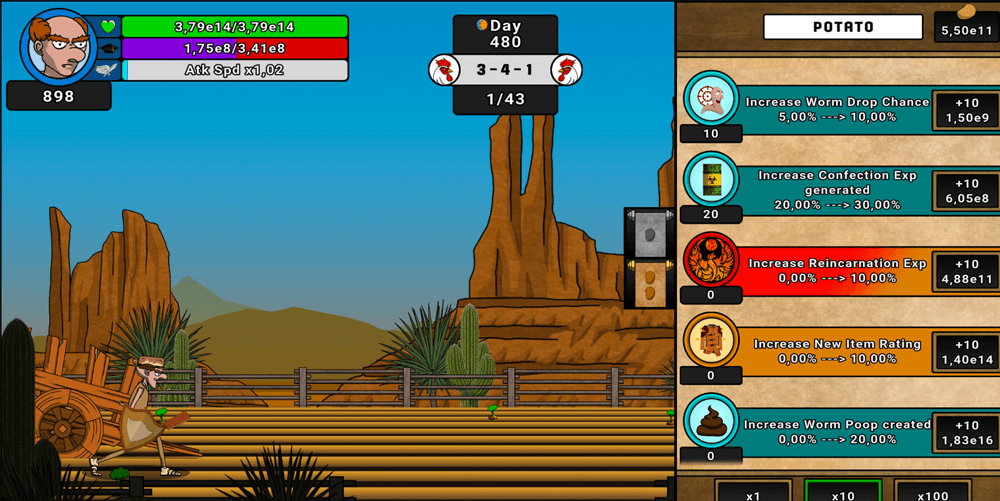 3,79e14/3,79e14
1,75e8/3,41e8
Atk Spd x1,02
898
Day
480
3-4-1
1/43
POTATO
5,50e11
Increase Worm Drop Chance
5,00% ---> 10,00%
+10
1,50e9
10
Increase Confection Exp
generated
20,00% ---> 30,00%
+10
6,05e8
20
Increase Reincarnation Exp
0,00% ---> 10,00%
+10
4,88e11
0
Increase New Item Rating
0,00% ---> 10,00%
+10
1,40e14
0
Increase Worm Poop created
0,00% ---> 20,00%
+10
1,83e16
0
x1
x10
x100